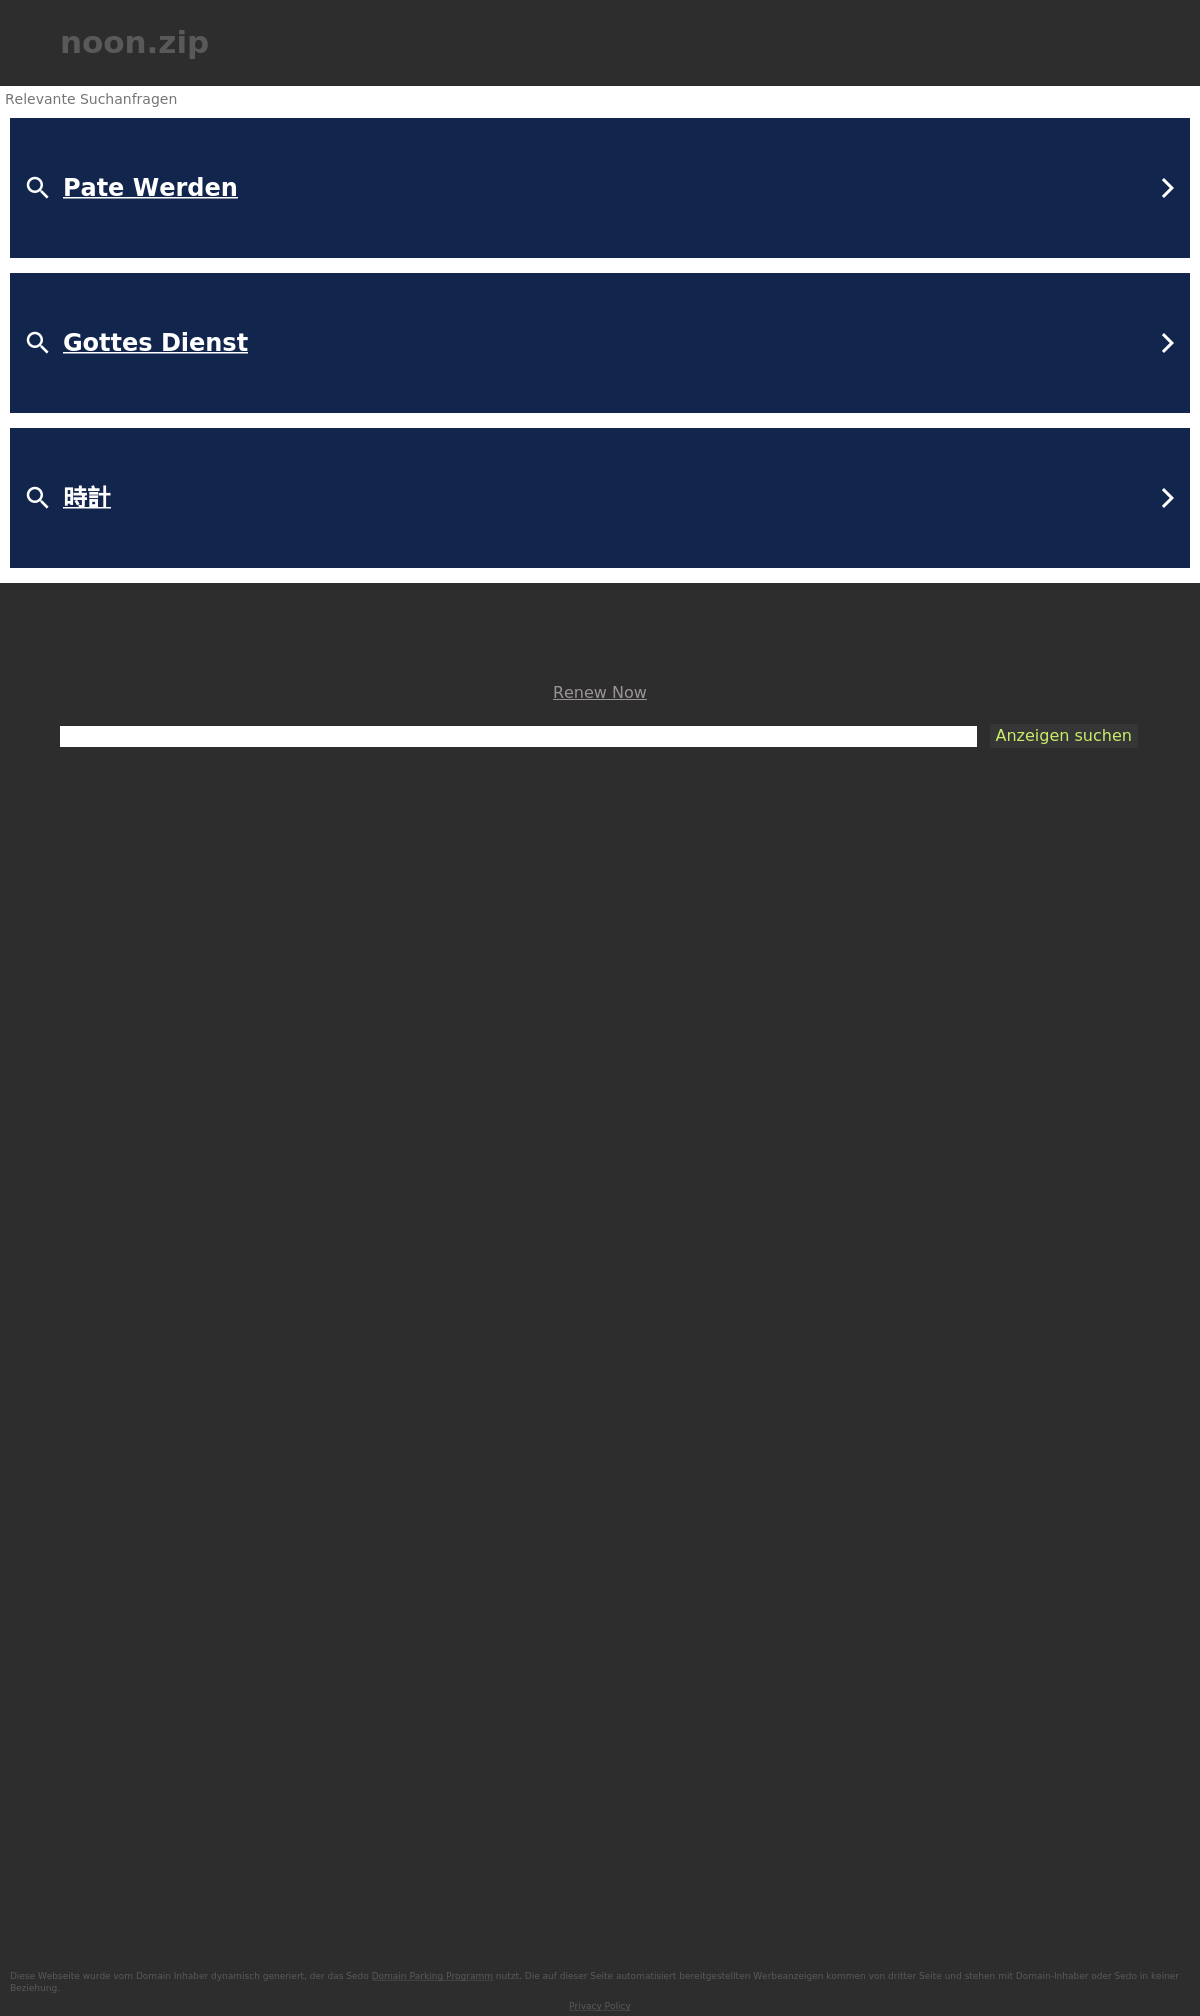 noon.zip
Relevante Suchanfragen
Pate Werden
Gottes Dienst
時計
Renew Now
Anzeigen suchen
Diese Webseite wurde vom Domain Inhaber dynamisch generiert, der das Sedo Domain Parking Programm nutzt. Die auf dieser Seite automatisiert bereitgestellten Werbeanzeigen kommen von dritter Seite und stehen mit Domain-Inhaber oder Sedo in keiner
Beziehung.
Privacy Policy